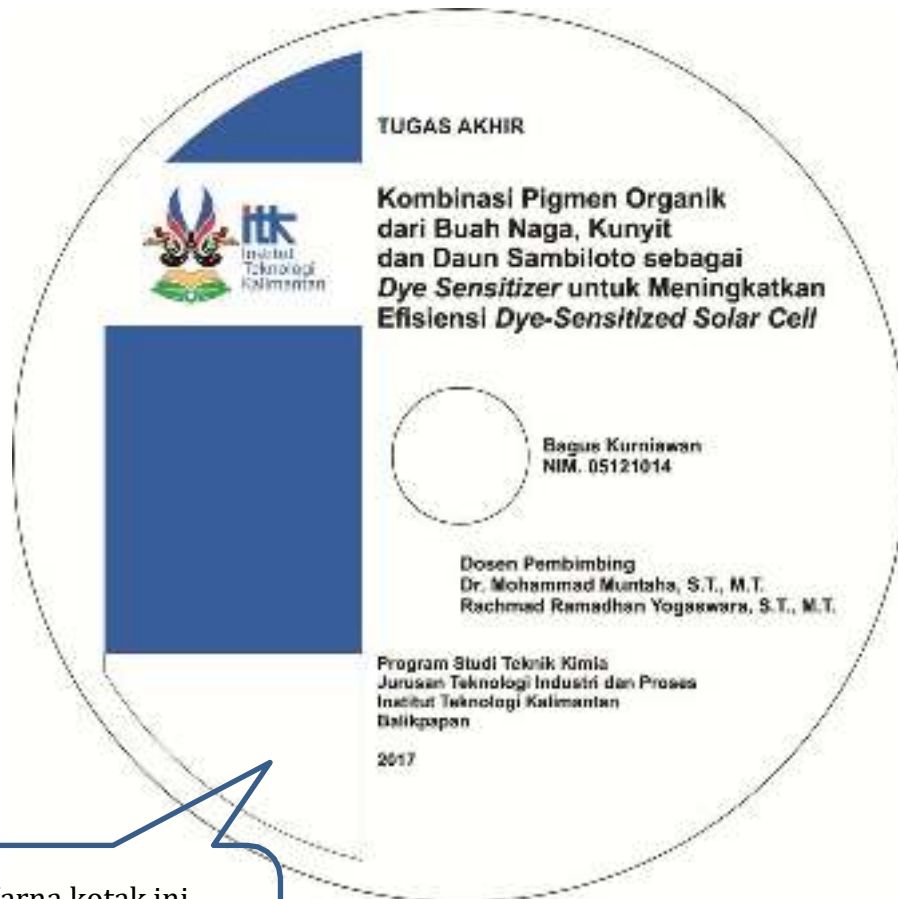 TUGAS AKHIR
Kombinasi Pigmen Organik
dari Buah Naga, Kunyit
dan Daun Sambiloto sebagai
Dye Sensitizer untuk Meningkatkan
Efisiensi Dye-Sensitized Solar Cell
itk
Institut
Teknologi
Kalimantan
Bagus Kurniawan
NIM. 05121014
Dosen Pembimbing
Dr. Mohammad Muntaha, S.T., M.T.
Rachmad Ramadhan Yogaswara, S.T., M.T.
Program Studi Teknik Kimia
Jurusan Teknologi Industri dan Proses
Institut Teknologi Kalimantan
Balikpapan
2017
kotak ini